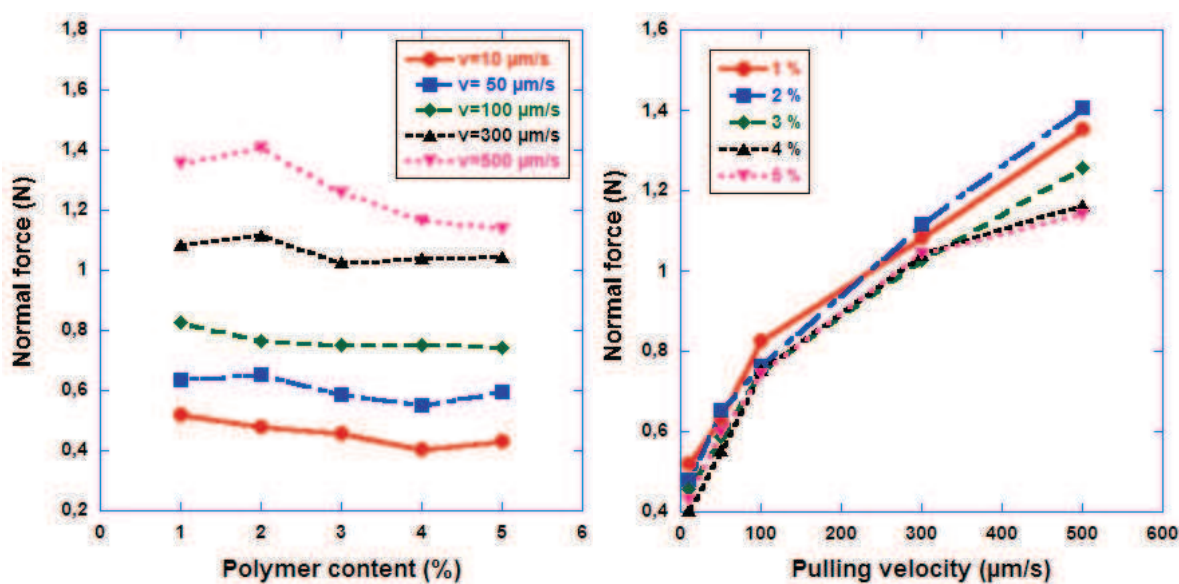 1,8
1,6
1,4
1,2
1
0,8
0,6
0,4
0,2
0 1 2 3 4 5 6
Normal force (N)
Polymer content (%)
v=10 µm/s
v= 50 µm/s
v=100 µm/s
v=300 µm/s
v=500 µm/s
1,6
1,4
1,2
1
0,8
0,6
0,4
0 100 200 300 400 500 600
Normal force (N)
Pulling velocity (µm/s)
1 %
2 %
3 %
4 %
5 %